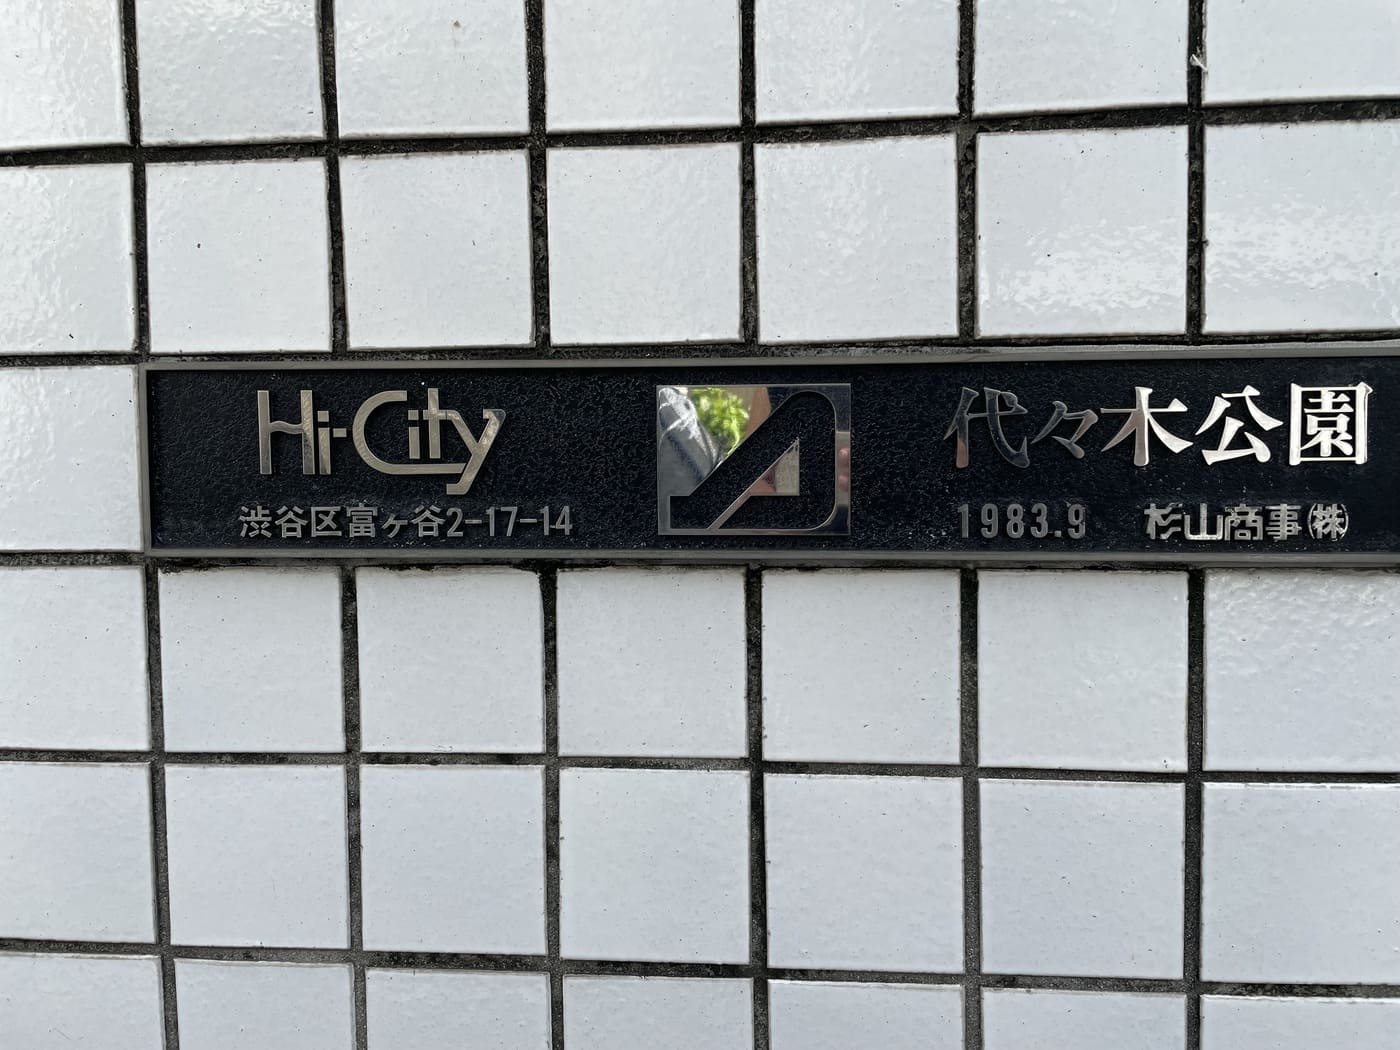 Hi-City
渋谷区富ヶ谷2-17-14
代々木公園
1983.9 杉山商事㈱